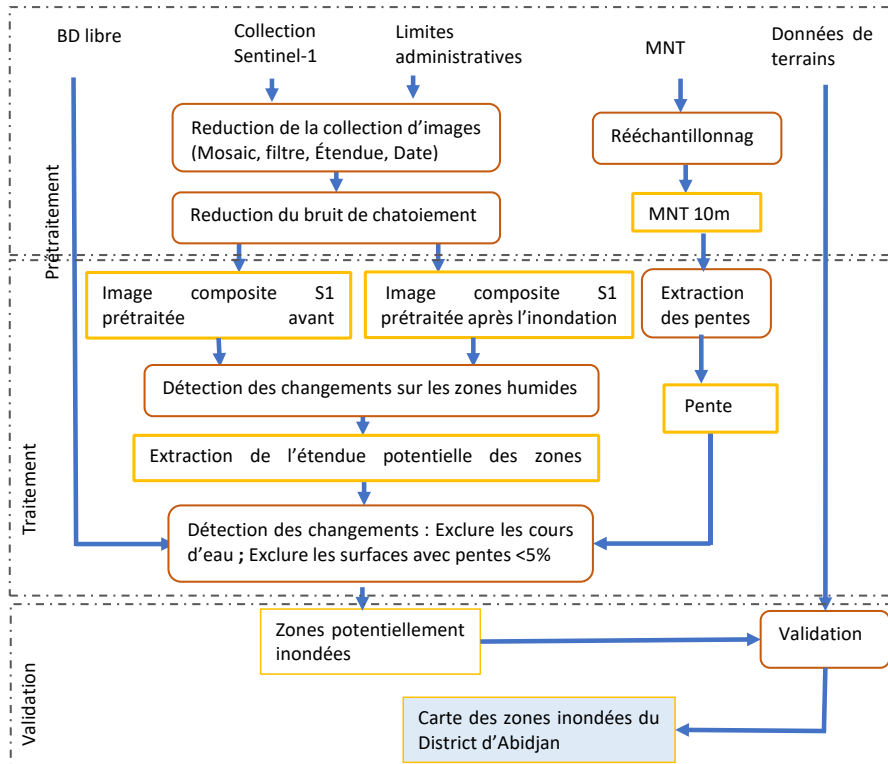 BD libre
Collection
Sentinel-1
Limites
administratives
MNT
Données de
terrains
Prétraitement
Reduction de la collection d’images
(Mosaic, filtre, Étendue, Date)
Rééchantillonnag
Reduction du bruit de chatoiement
MNT 10m
Traitement
Image composite S1
prétraitée avant
Image composite S1
prétraitée après l’inondation
Extraction
des pentes
Détection des changements sur les zones humides
Pente
Extraction de l’étendue potentielle des zones
Détection des changements : Exclure les cours
d’eau ; Exclure les surfaces avec pentes <5%
Validation
Zones potentiellement
inondées
Validation
Carte des zones inondées du
District d’Abidjan